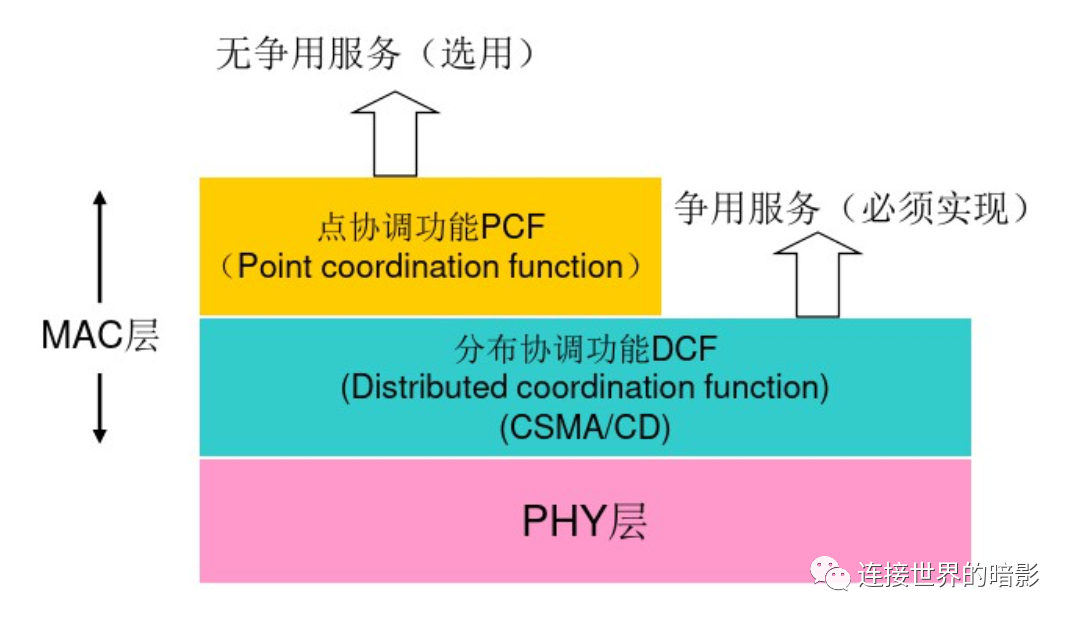 无争用服务（选用）
争用服务（必须实现）
点协调功能PCF
（Point coordination function）
MAC层
分布协调功能DCF
(Distributed coordination function)
(CSMA/CD)
PHY层
连接世界的暗影